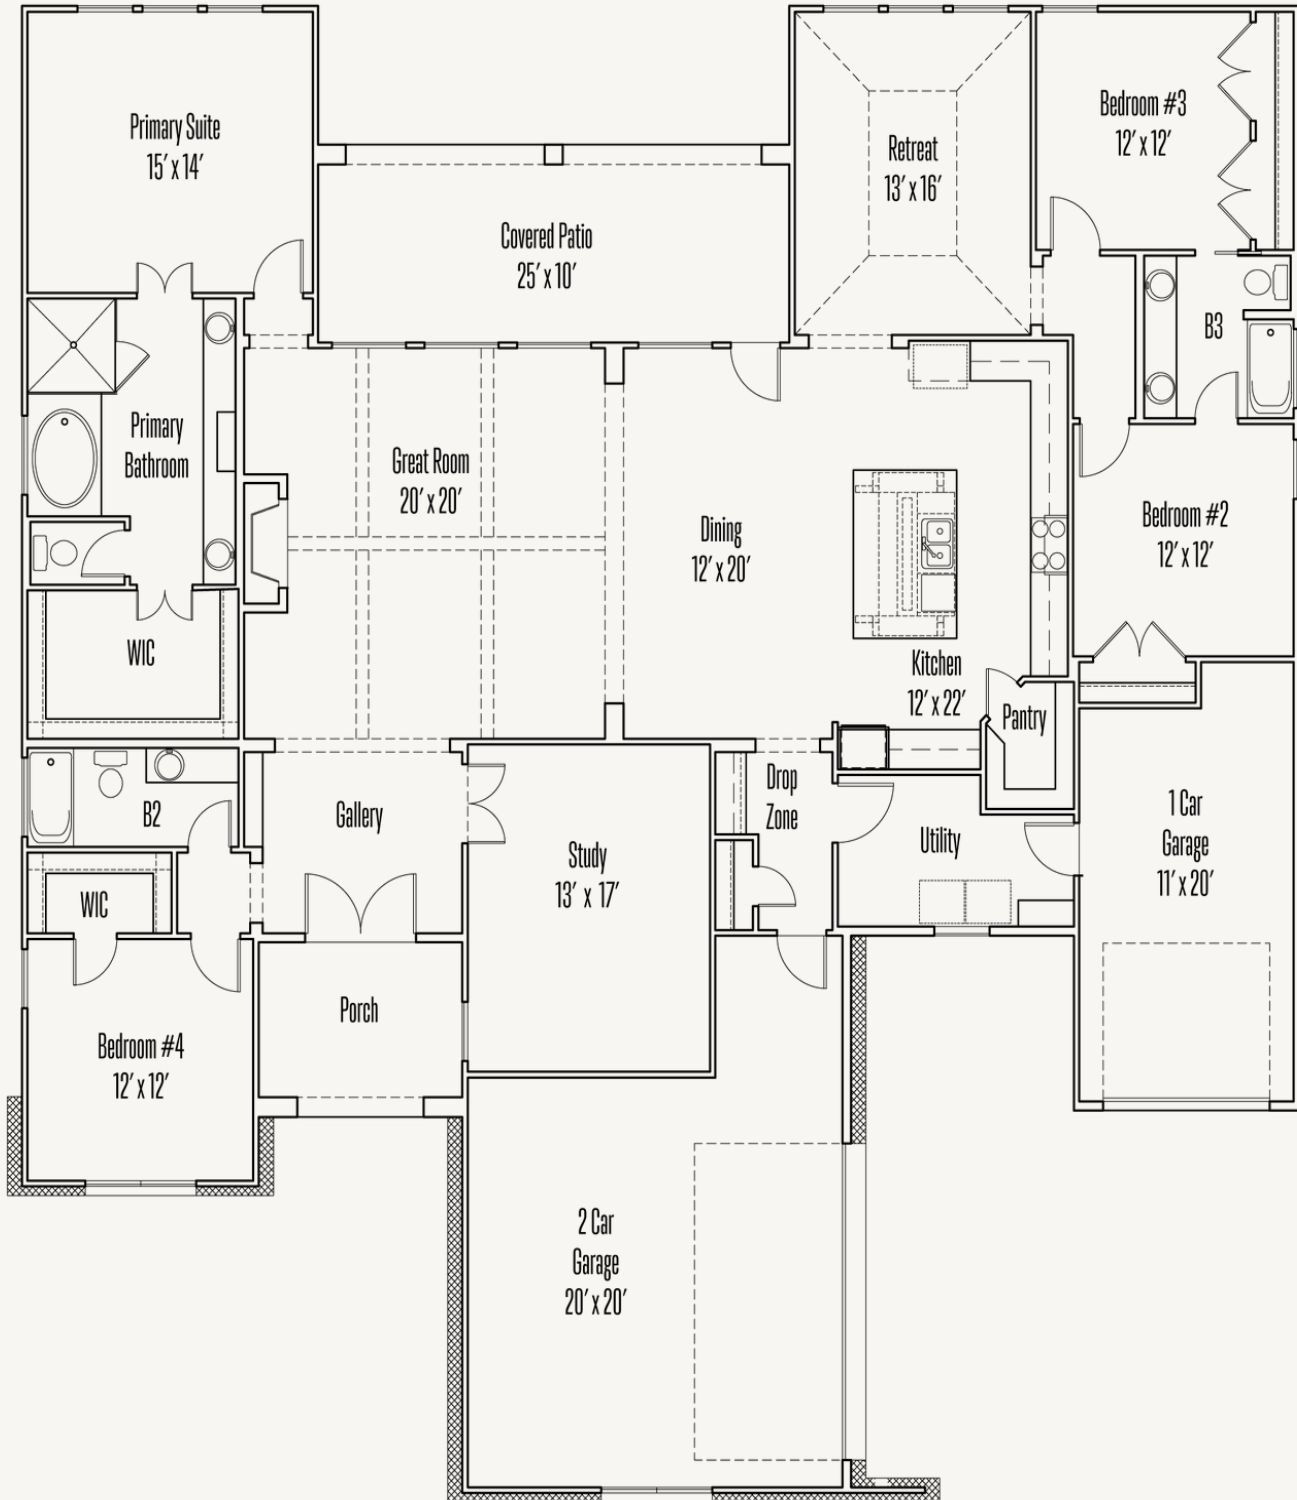 Primary Suite
15' x 14'
Covered Patio
25' x 10'
Retreat
13' x 16'
Bedroom #3
12' x 12'
B3
Primary
Bathroom
Great Room
20' x 20'
Dining
12' x 20'
Bedroom #2
12' x 12'
WIC
Kitchen
12' x 22'
Pantry
B2
Gallery
Drop
Zone
Utility
1 Car
Garage
11' x 20'
Study
13' x 17'
WIC
Porch
Bedroom #4
12' x 12'
2 Car
Garage
20' x 20'